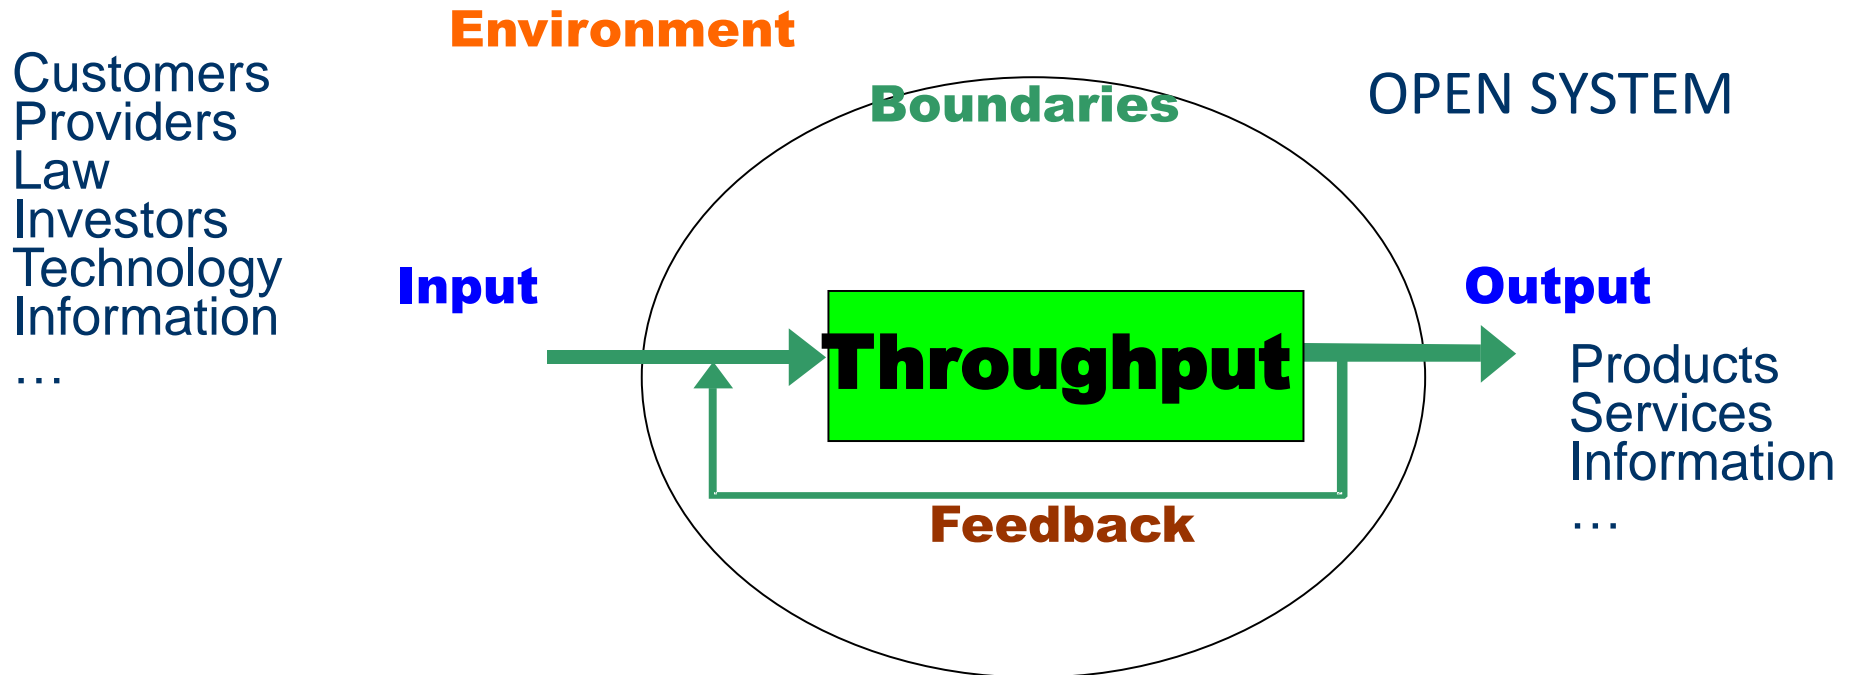 Environment
Customers
Providers
Law
Investors
Technology
Information
…
Boundaries
OPEN SYSTEM
Input
Throughput
Output
Products
Services
Information
…
Feedback